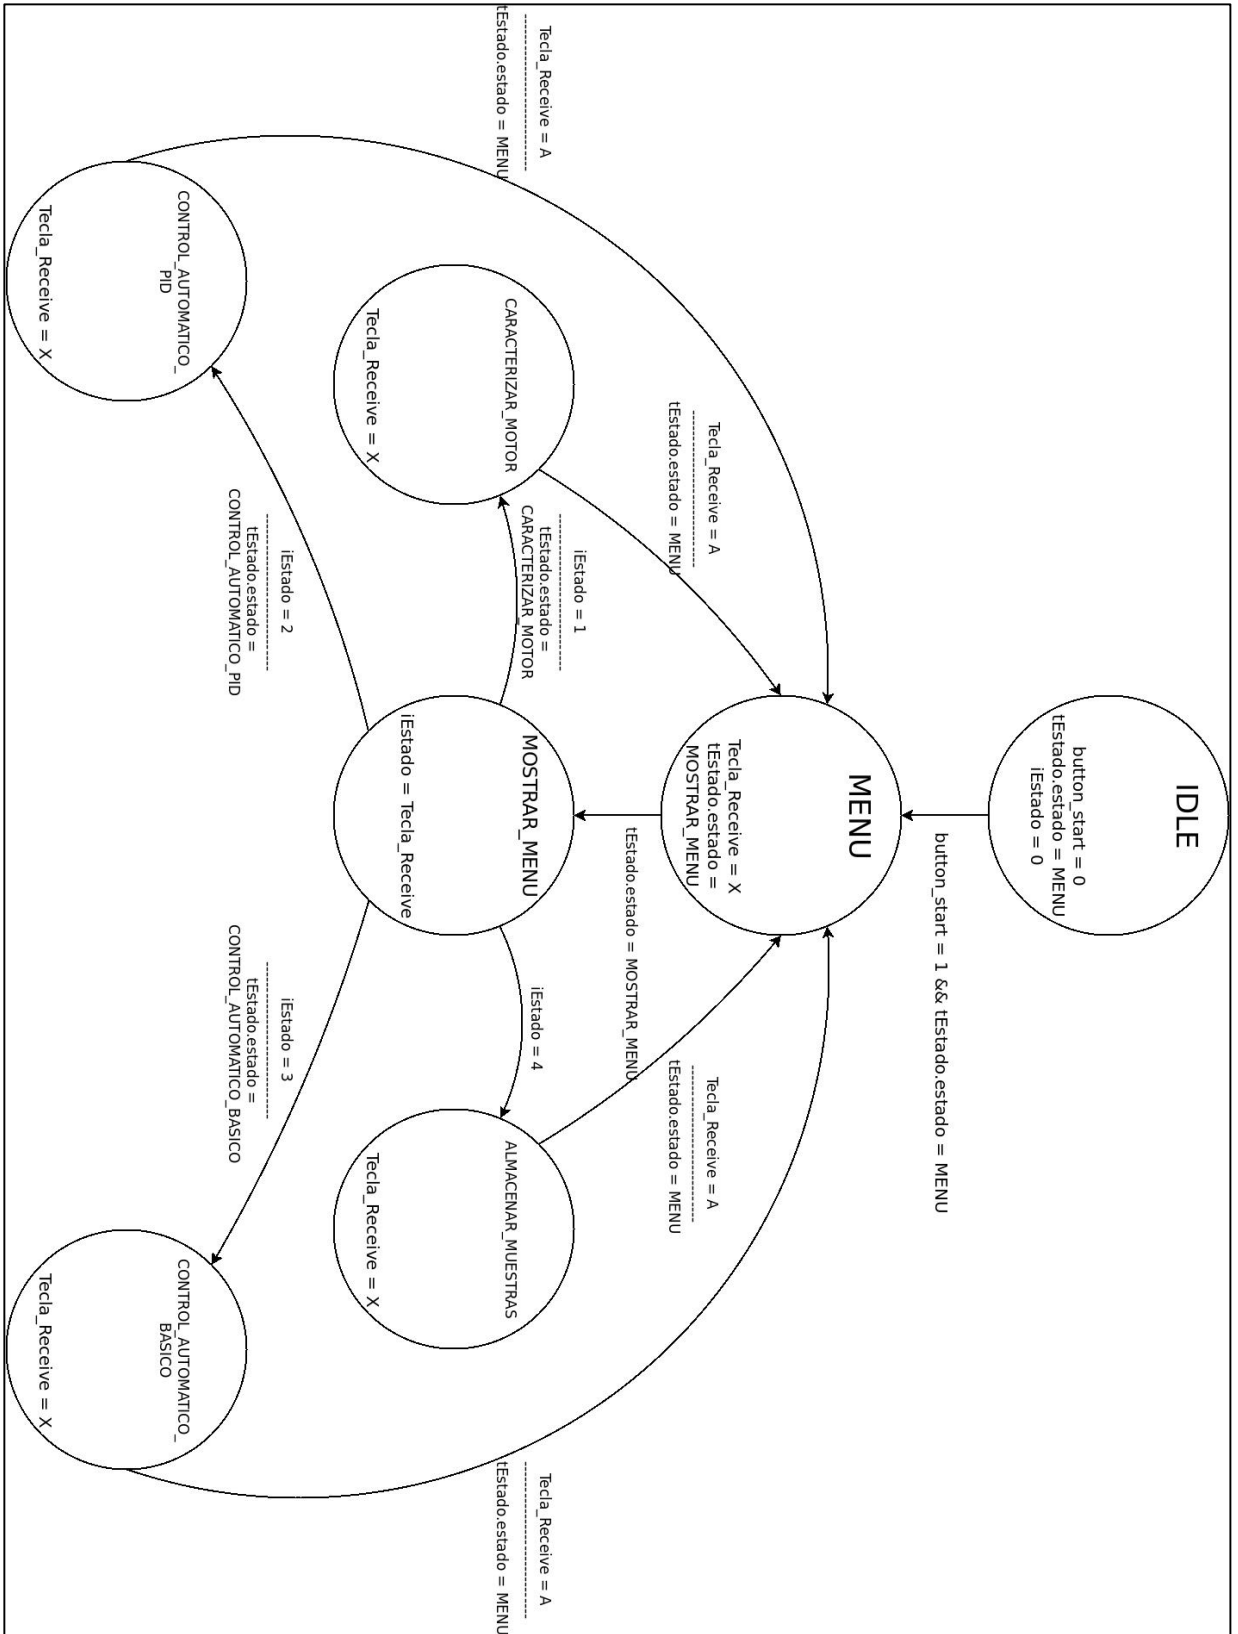 IDLE
button_start = 0
tEstado.estado = MENU
iEstado = 0
button_start = 1 && tEstado.estado = MENU
MENU
Tecla_Receive = X
tEstado.estado =
MOSTRAR_MENU
Tecla_Receive = A
tEstado.estado = MENU
Tecla_Receive = A
tEstado.estado = MENU
tEstado.estado = MOSTRAR_MENU
Tecla_Receive = A
tEstado.estado = MENU
Tecla_Receive = A
tEstado.estado = MENU
CARACTERIZAR_MOTOR
Tecla_Receive = X
iEstado = 1
tEstado.estado =
CARACTERIZAR_MOTOR
MOSTRAR_MENU
iEstado = Tecla_Receive
iEstado = 4
ALMACENAR_MUESTRAS
Tecla_Receive = X
iEstado = 2
tEstado.estado =
CONTROL_AUTOMATICO_PID
iEstado = 3
tEstado.estado =
CONTROL_AUTOMATICO_BASICO
CONTROL_AUTOMATICO_
PID
Tecla_Receive = X
CONTROL_AUTOMATICO_
BASICO
Tecla_Receive = X